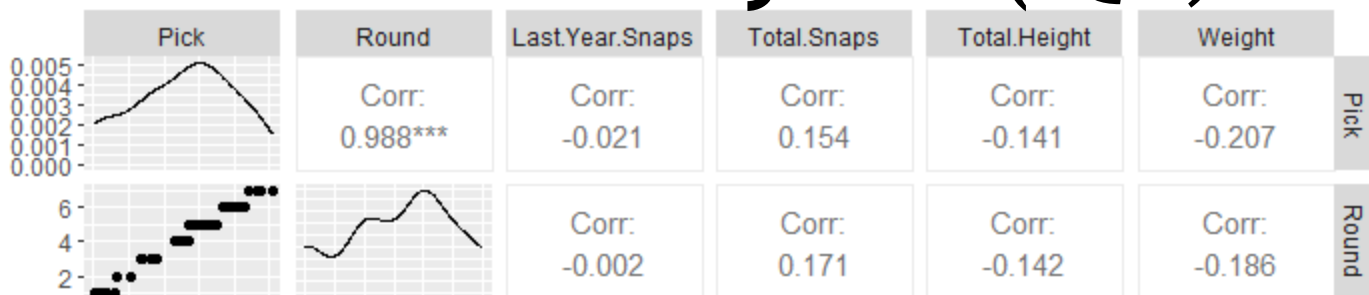 Pick Round Last.Year.Snaps Total.Snaps Total.Height Weight
0.005
0.004
0.003
0.002
0.001
0.000
Corr: Corr: Corr: Corr: Corr:
0.988*** -0.021 0.154 -0.141 -0.207
Pick
6
4
2
Corr: Corr: Corr: Corr:
-0.002 0.171 -0.142 -0.186
Round